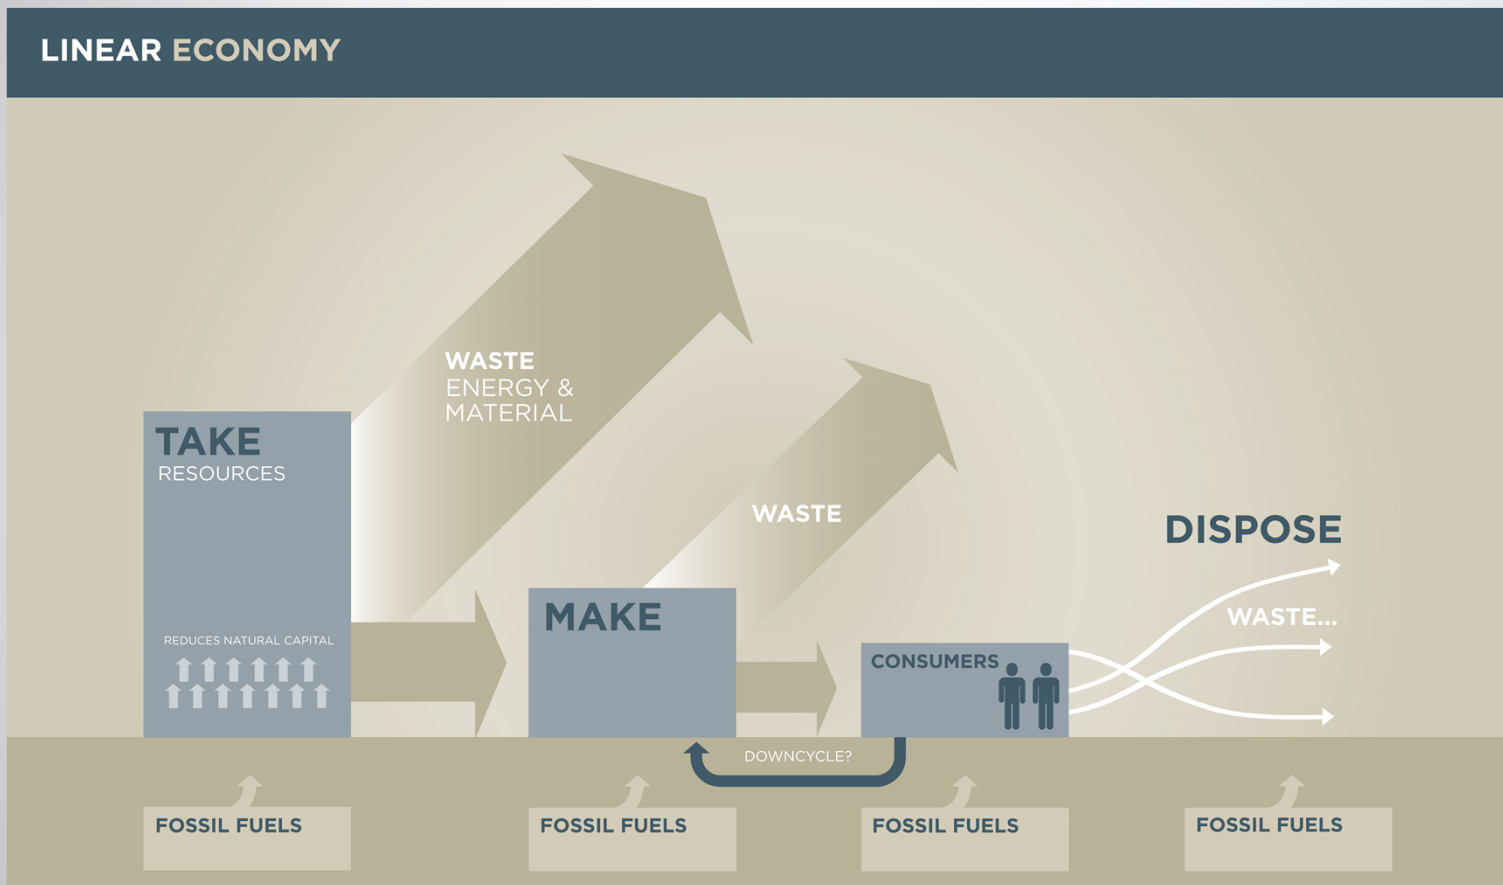 LINEAR ECONOMY
WASTE
ENERGY &
MATERIAL
TAKE
RESOURCES
REDUCES NATURAL CAPITAL
WASTE
MAKE
CONSUMERS
DISPOSE
WASTE...
DOWNCYCLE?
FOSSIL FUELS
FOSSIL FUELS
FOSSIL FUELS
FOSSIL FUELS